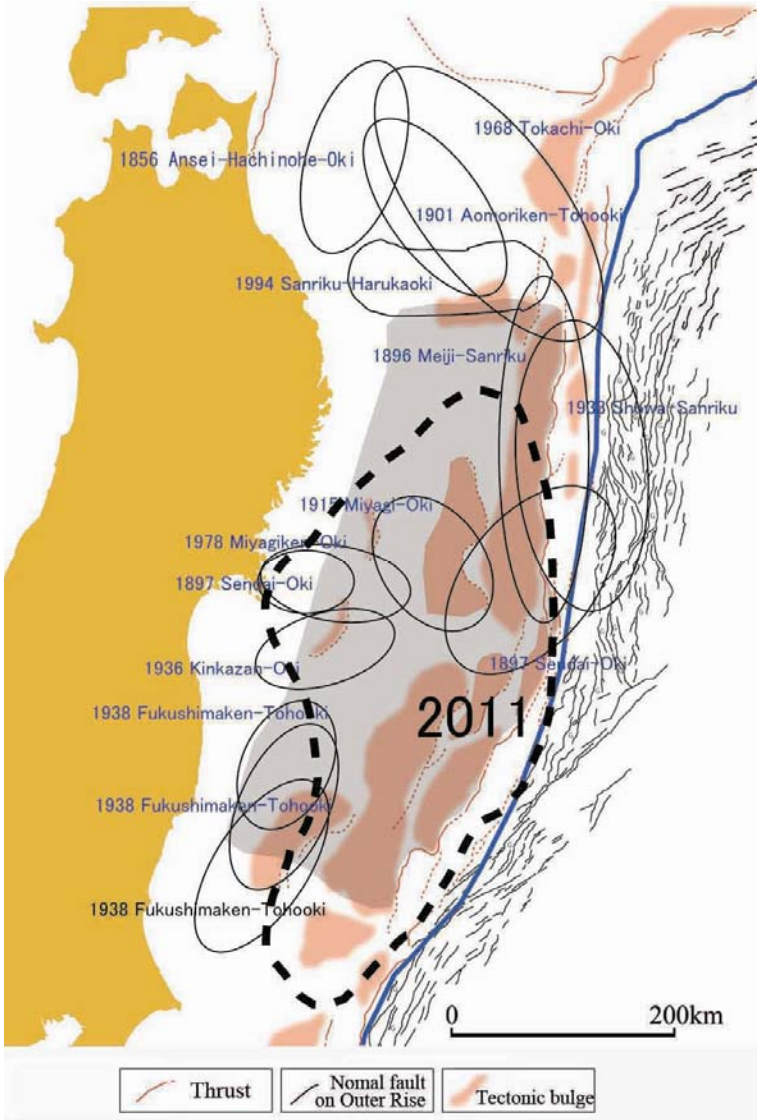 1968 Tokachi-Oki
1856 Ansei-Hachinohe-Oki
1901 Aomoriken-Tohooki
1994 Sanriku-Harukaoki
1896 Meiji-Sanriku
1933 Showa-Sanriku
1915 Miyagi-Oki
1978 Miyagiken-Oki
1897 Sendai-Oki
1936 Kinkazan-Oki
1897 Sendai-Oki
1938 Fukushimaken-Tohooki
2011
1938 Fukushimaken-Tohooki
1938 Fukushimaken-Tohooki
0 200km
Thrust
Nomal fault
on Outer Rise
Tectonic bulge